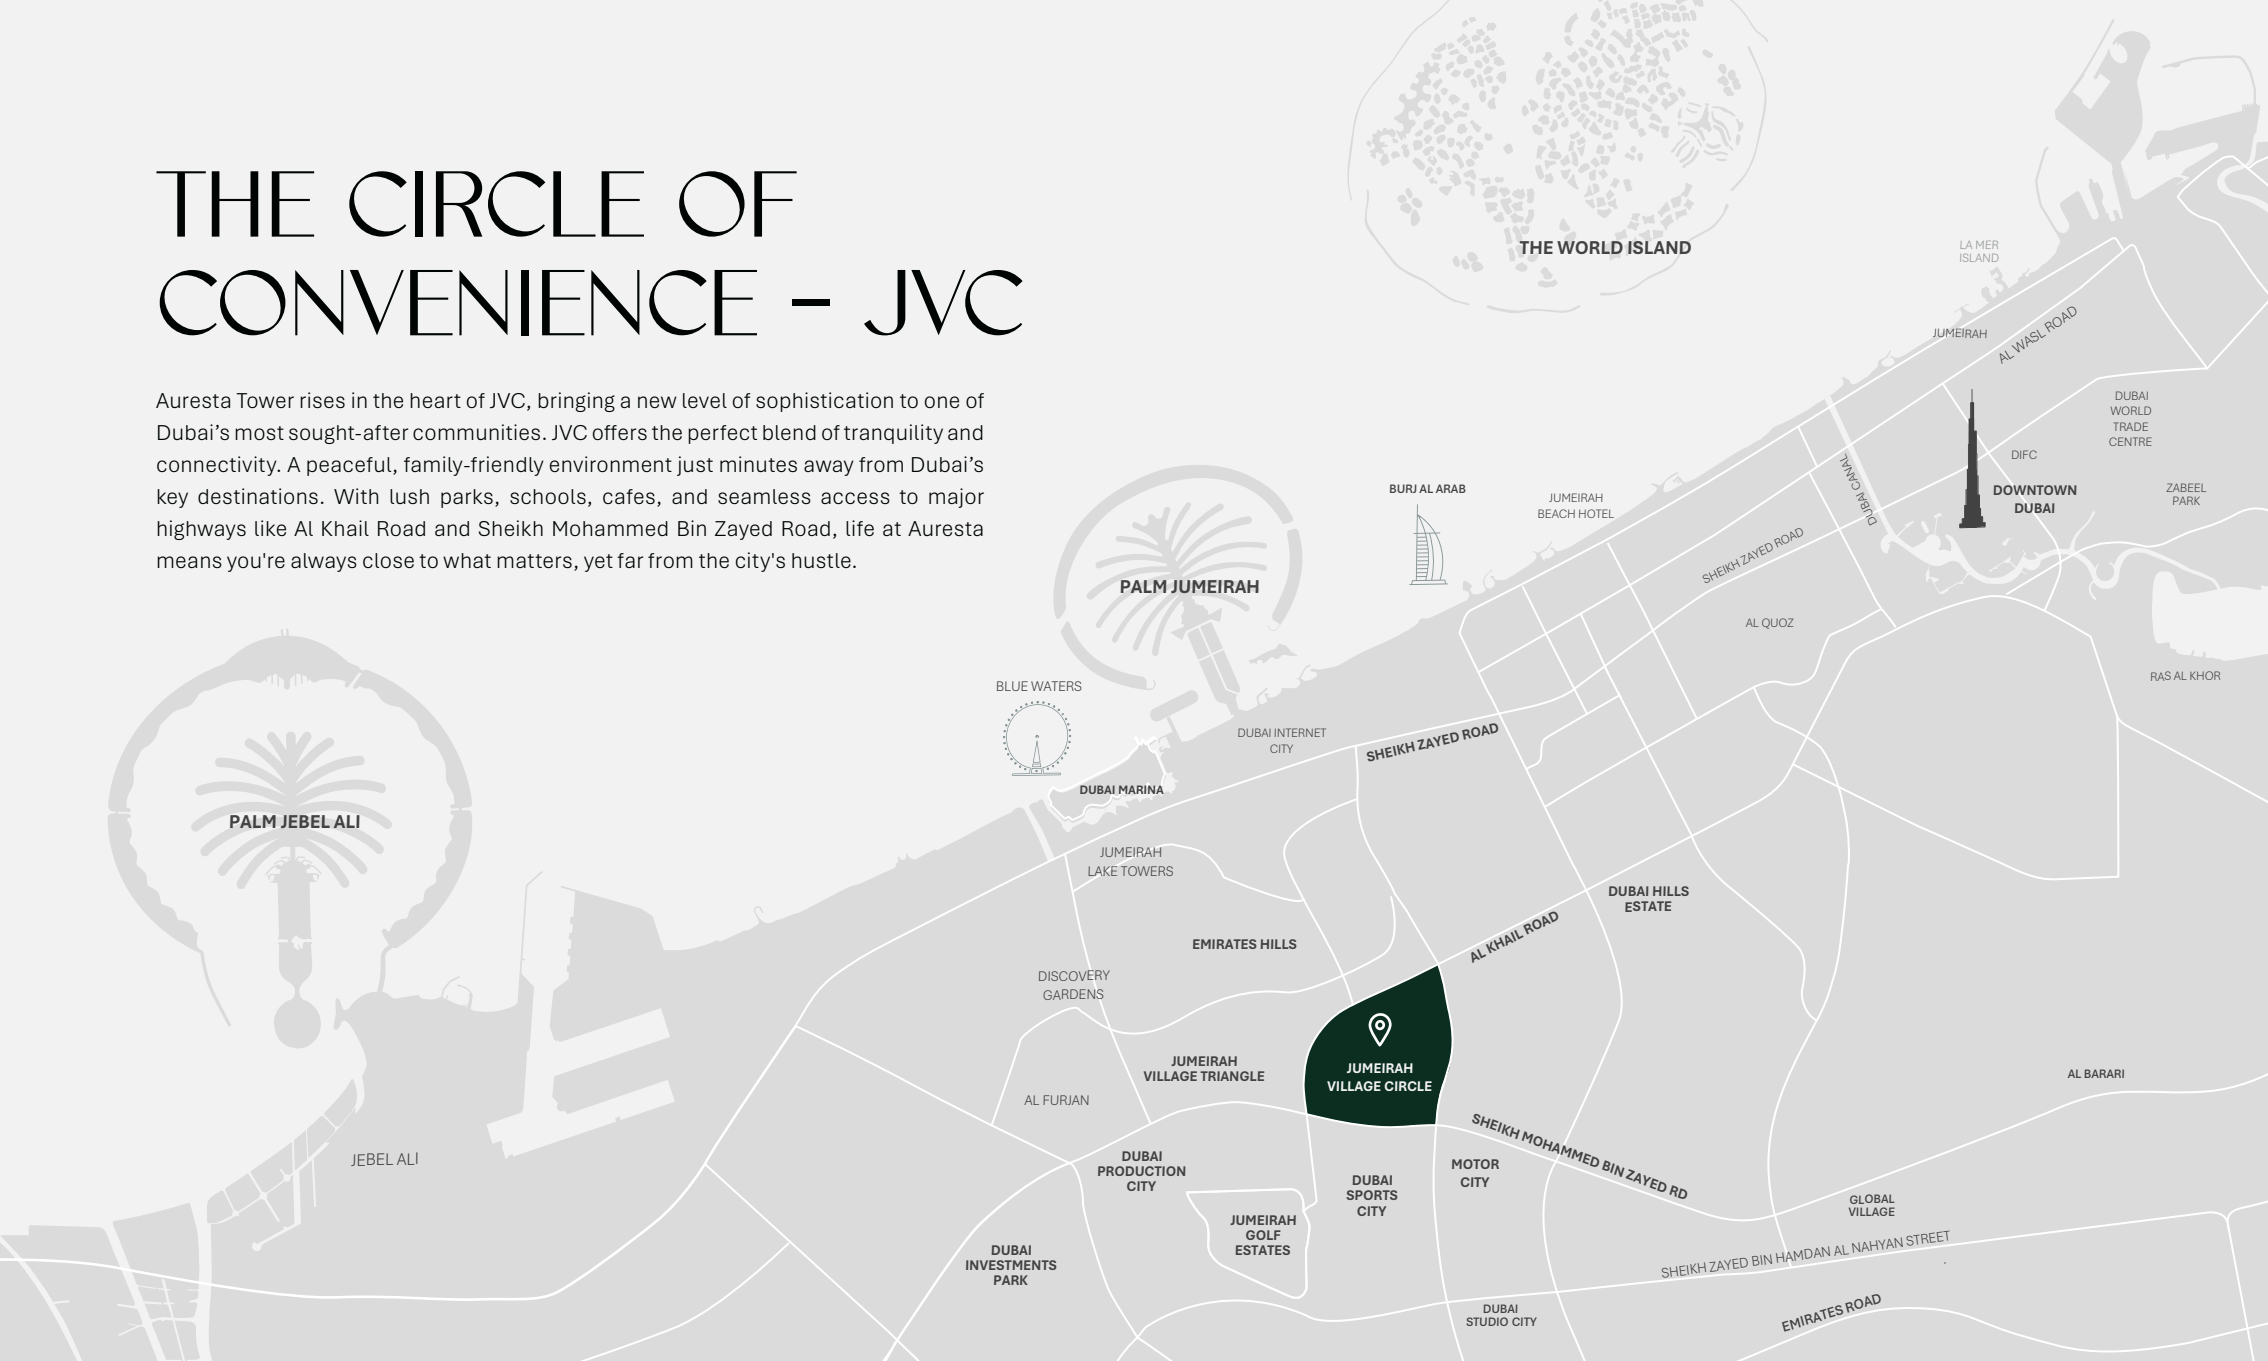 THE CIRCLE OF
CONVENIENCE – JVC
Auresta Tower rises in the heart of JVC, bringing a new level of sophistication to one of
Dubai’s most sought-after communities. JVC offers the perfect blend of tranquility and
connectivity. A peaceful, family-friendly environment just minutes away from Dubai’s
key destinations. With lush parks, schools, cafes, and seamless access to major
highways like Al Khail Road and Sheikh Mohammed Bin Zayed Road, life at Auresta
means you're always close to what matters, yet far from the city's hustle.
THE WORLD ISLAND
LA MER
ISLAND
JUMEIRAH
AL WASL ROAD
DUBAI
WORLD
TRADE
CENTRE
DIFC
DOWNTOWN
DUBAI
ZABEEL
PARK
DUBAI CANAL
BURJ AL ARAB
JUMEIRAH
BEACH HOTEL
SHEIKH ZAYED ROAD
PALM JUMEIRAH
AL QUOZ
RAS AL KHOR
BLUE WATERS
DUBAI INTERNET
CITY
SHEIKH ZAYED ROAD
DUBAI MARINA
PALM JEBEL ALI
JUMEIRAH
LAKE TOWERS
DUBAI HILLS
ESTATE
AL KHAIL ROAD
EMIRATES HILLS
DISCOVERY
GARDENS
JUMEIRAH
VILLAGE TRIANGLE
JUMEIRAH
VILLAGE CIRCLE
AL BARARI
AL FURJAN
SHEIKH MOHAMMED BIN ZAYED RD
JEBEL ALI
DUBAI
PRODUCTION
CITY
MOTOR
CITY
DUBAI
SPORTS
CITY
GLOBAL
VILLAGE
JUMEIRAH
GOLF
ESTATES
DUBAI
INVESTMENTS
PARK
SHEIKH ZAYED BIN HAMDAN AL NAHYAN STREET
DUBAI
STUDIO CITY
EMIRATES ROAD